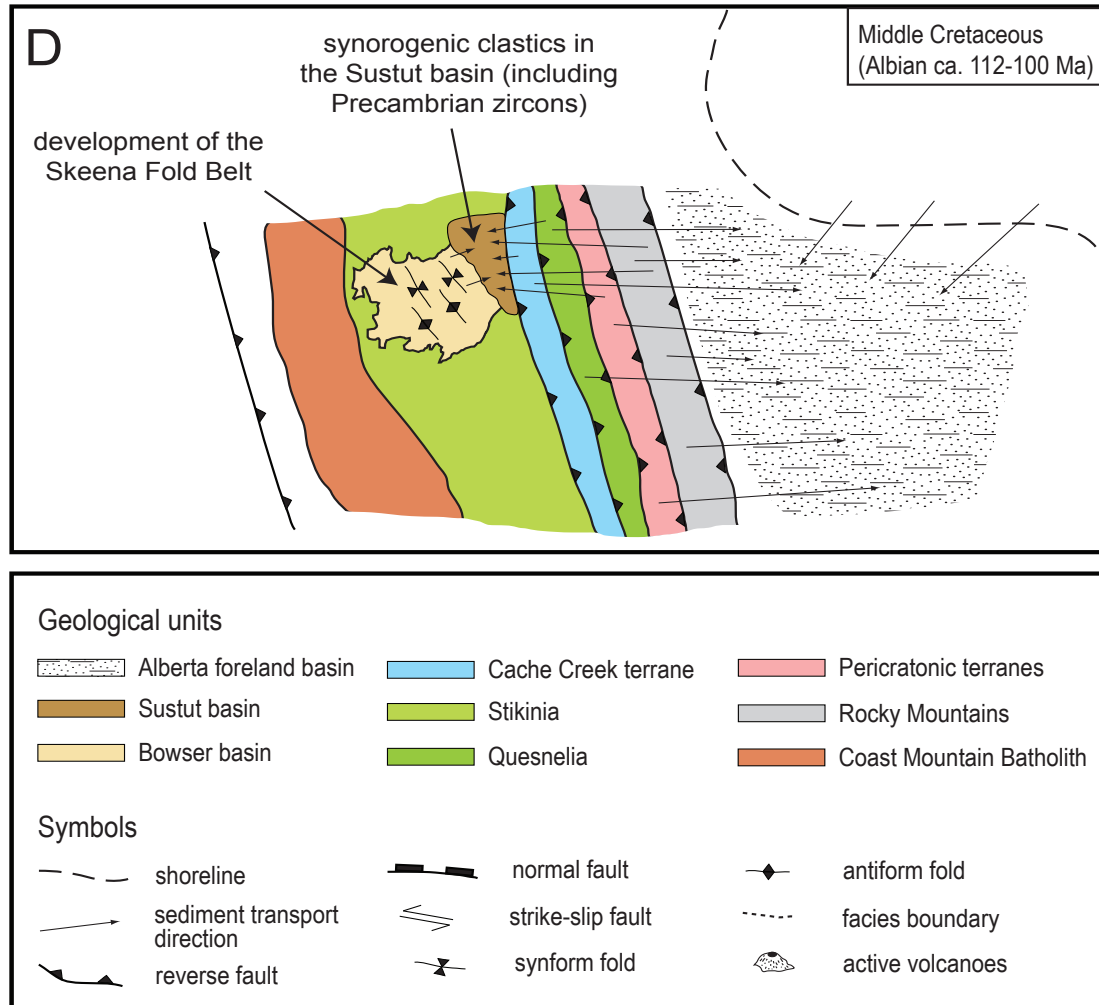 D
synorogenic clastics in
the Sustut basin (including
Precambrian zircons)
Middle Cretaceous
(Albian ca. 112-100 Ma)
development of the
Skeena Fold Belt
Geological units
Alberta foreland basin
Cache Creek terrane
Pericratonic terranes
Sustut basin
Stikinia
Rocky Mountains
Bowser basin
Quesnelia
Coast Mountain Batholith
Symbols
shoreline
normal fault
antiform fold
sediment transport
direction
strike-slip fault
facies boundary
reverse fault
synform fold
active volcanoes